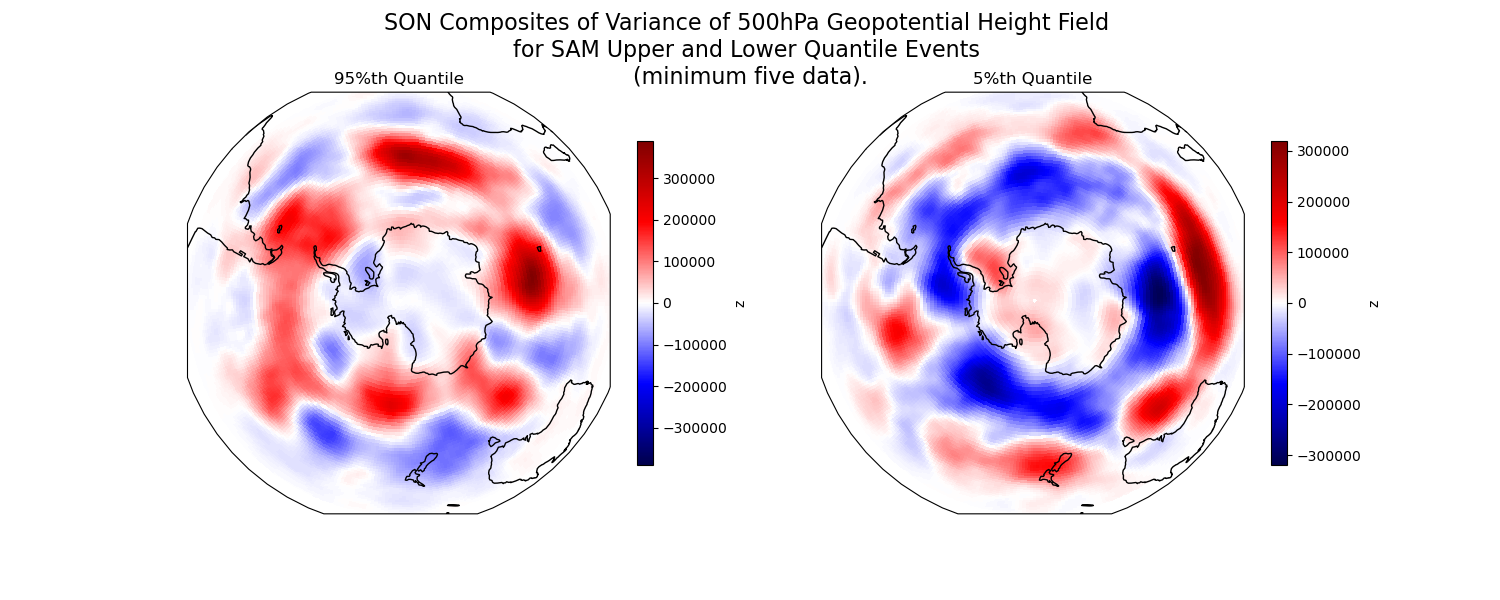 SON Composites of Variance of 500hPa Geopotential Height Field
for SAM Upper and Lower Quantile Events
(minimum five data).
95%th Quantile
300000
200000
100000
0
−100000
−200000
−300000
z
5%th Quantile
300000
200000
100000
0
−100000
−200000
−300000
z